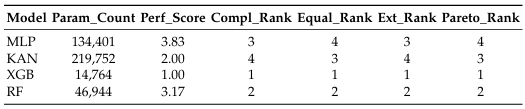 Model Param_Count Perf_Score Compl_Rank Equal_Rank Ext_Rank Pareto_Rank
MLP 134,401 3.83 3 4 3 4
KAN 219,752 2.00 4 3 4 3
XGB 14,764 1.00 1 1 1 1
RF 46,944 3.17 2 2 2 2